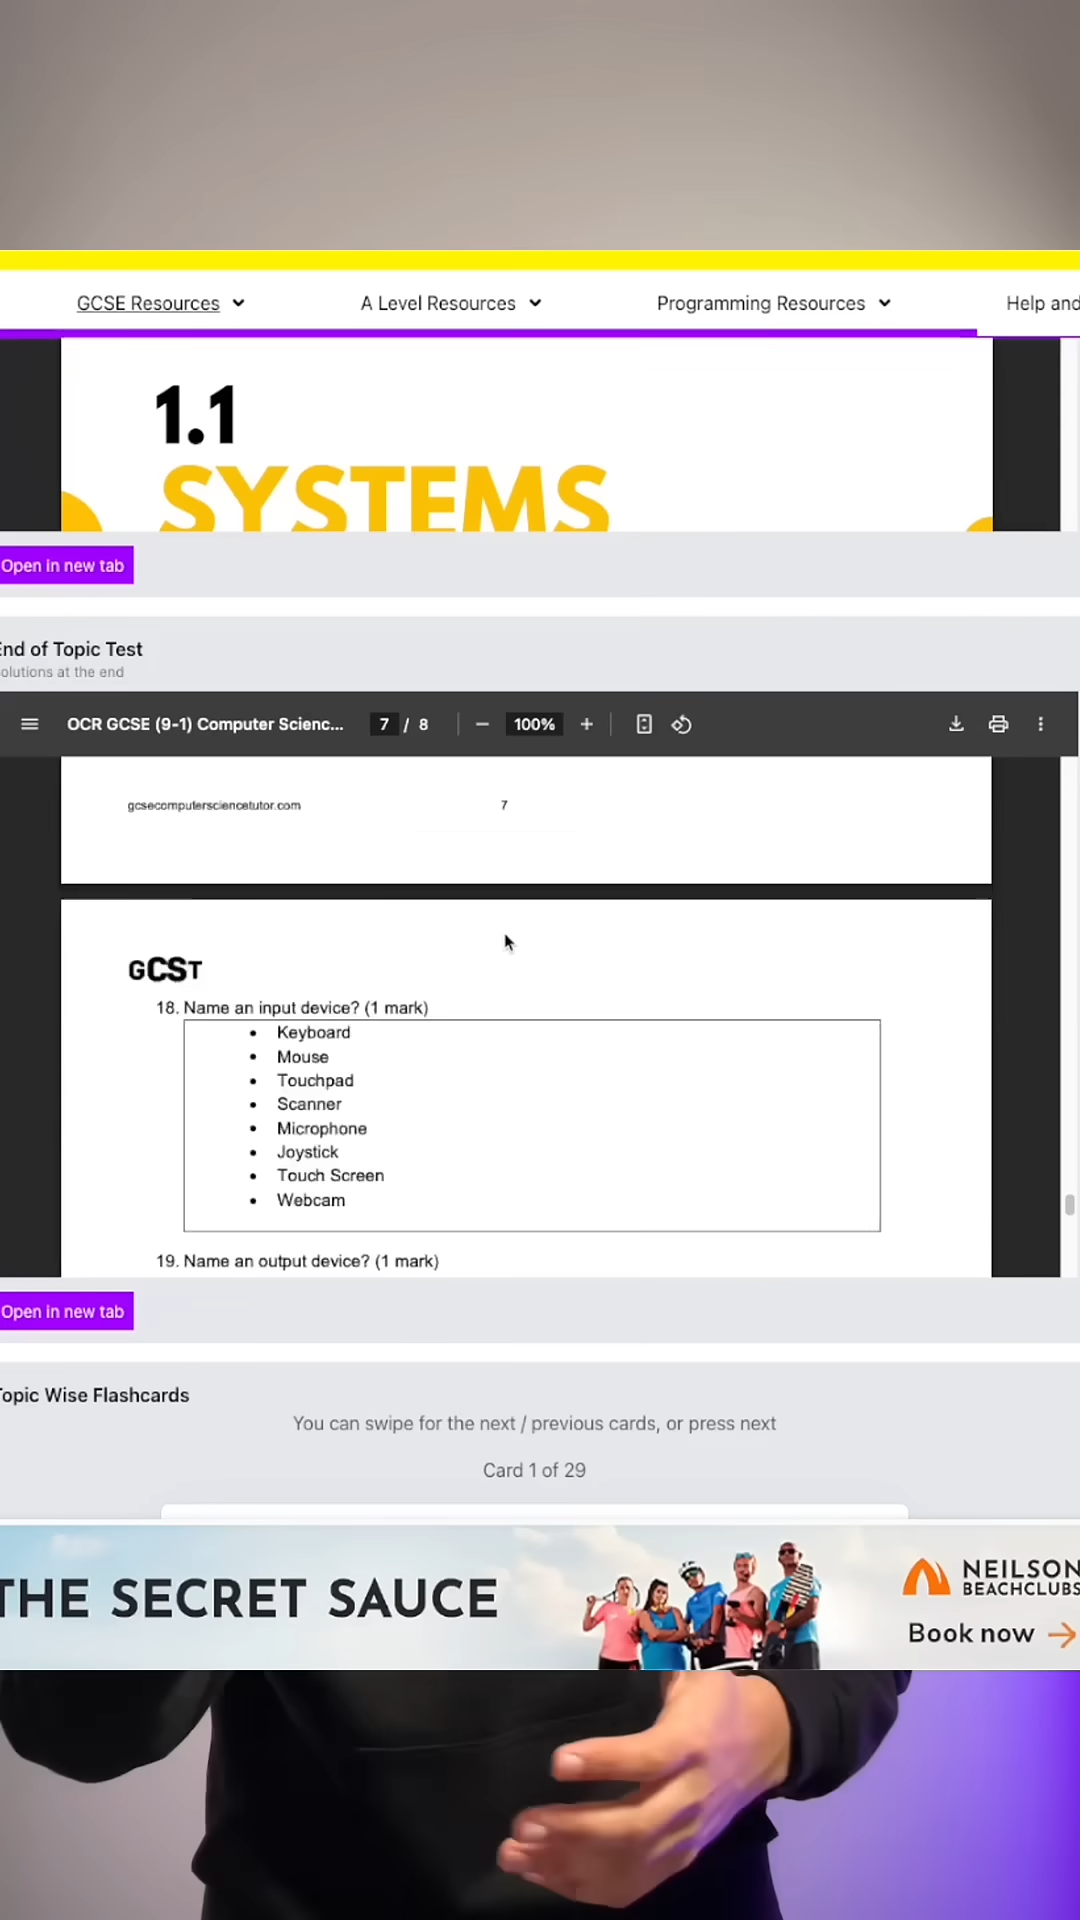 GCSE Resources
A Level Resources
Programming Resources
Help and
1.1
SYSTEMS
Open in new tab
End of Topic Test
olutions at the end
OCR GCSE (9-1) Computer Scienc... 7 / 8 100%
gcsecomputersciencetutor.com 7
GCST
18. Name an input device? (1 mark)
• Keyboard
• Mouse
• Touchpad
• Scanner
• Microphone
• Joystick
• Touch Screen
• Webcam
19. Name an output device? (1 mark)
Open in new tab
Topic Wise Flashcards
You can swipe for the next / previous cards, or press next
Card 1 of 29
THE SECRET SAUCE
NEILSON
BEACHCLUBS
Book now